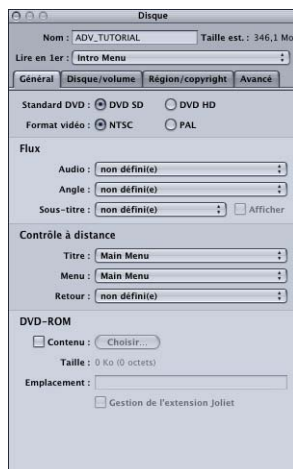 Disque
Nom : ADV_TUTORIAL Taille est. : 346,1 Mo
Lire en 1er : Intro Menu
Général Disque/volume Région/copyright Avancé
Standard DVD : DVD SD DVD HD
Format vidéo : NTSC PAL
Flux
Audio : non défini(e)
Angle : non défini(e)
Sous-titre : non défini(e) Afficher
Contrôle à distance
Titre : Main Menu
Menu : Main Menu
Retour : non défini(e)
DVD-ROM
Contenu : Choisir...
Taille : 0 Ko (0 octets)
Emplacement :
Gestion de l'extension Joliet